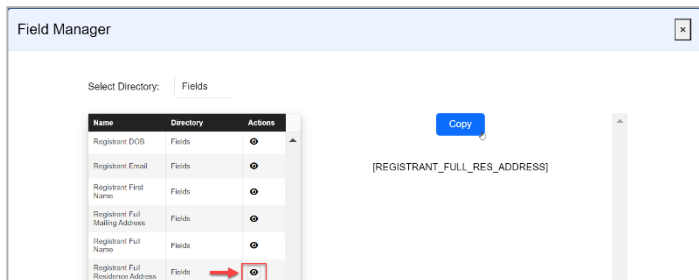 Field Manager
×
Select Directory: Fields
Name Directory Actions
Registrant DOB Fields
Registrant Email Fields
Registrant First
Name Fields
Registrant Full
Mailing Address Fields
Registrant Full
Name Fields
Registrant Full
Residence Address Fields
Copy
[REGISTRANT_FULL_RES_ADDRESS]